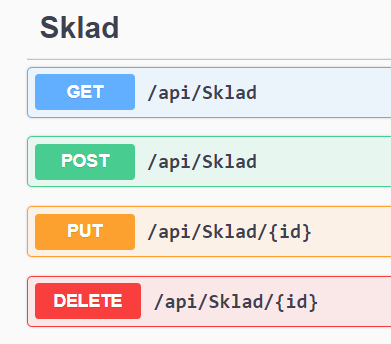 Sklad
GET /api/Sklad
POST /api/Sklad
PUT /api/Sklad/{id}
DELETE /api/Sklad/{id}